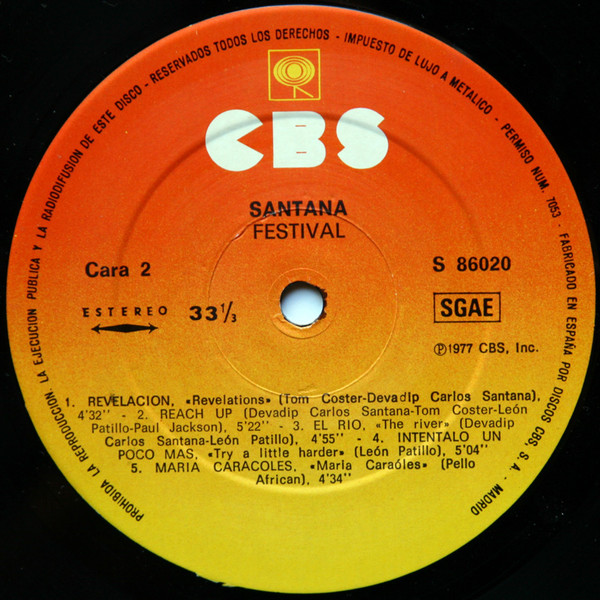 PROHIBIDA LA REPRODUCCION LA EJECUCION PUBLICA Y LA RADIODIFUSION DE ESTE DISCO - RESERVADOS TODOS LOS DERECHOS - IMPUESTO DE LUJO A METALICO - PERMISO NUM. 7053 - FABRICADO EN ESPAÑA POR DISCOS CBS, S. A. - MADRID
CBS
SANTANA
FESTIVAL
Cara 2
S 86020
ESTEREO
33 1/3
SGAE
Ⓟ1977 CBS, Inc.
1. REVELACION, «Revelations» (Tom Coster-Devadip Carlos Santana),
4'32" - 2. REACH UP (Devadip Carlos Santana-Tom Coster-León
Patillo-Paul Jackson), 5'22" - 3. EL RIO, «The river» (Devadip
Carlos Santana-León Patillo), 4'55" - 4. INTENTALO UN
POCO MAS, «Try a little harder» (León Patillo), 5'04"
5. MARIA CARACOLES, «Maria Caraóles» (Pello
African), 4'34"